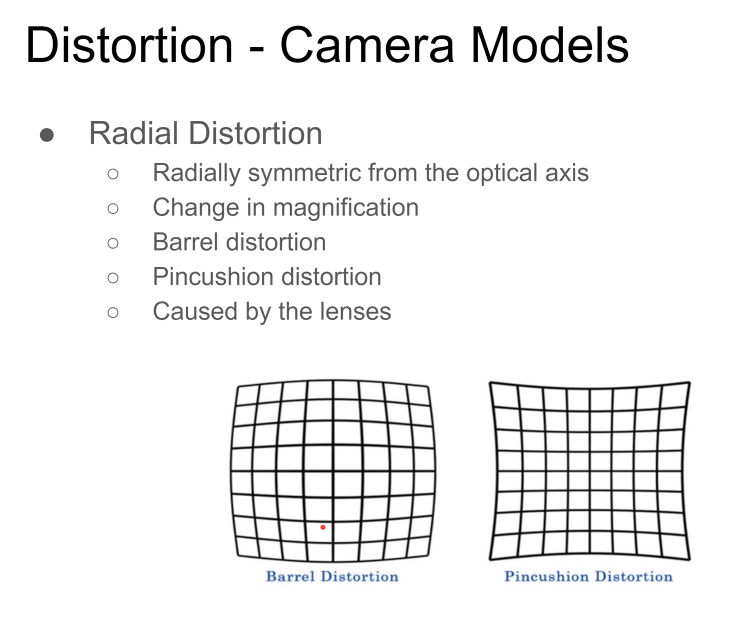 Distortion - Camera Models
● Radial Distortion
○ Radially symmetric from the optical axis
○ Change in magnification
○ Barrel distortion
○ Pincushion distortion
○ Caused by the lenses
Barrel Distortion
Pincushion Distortion